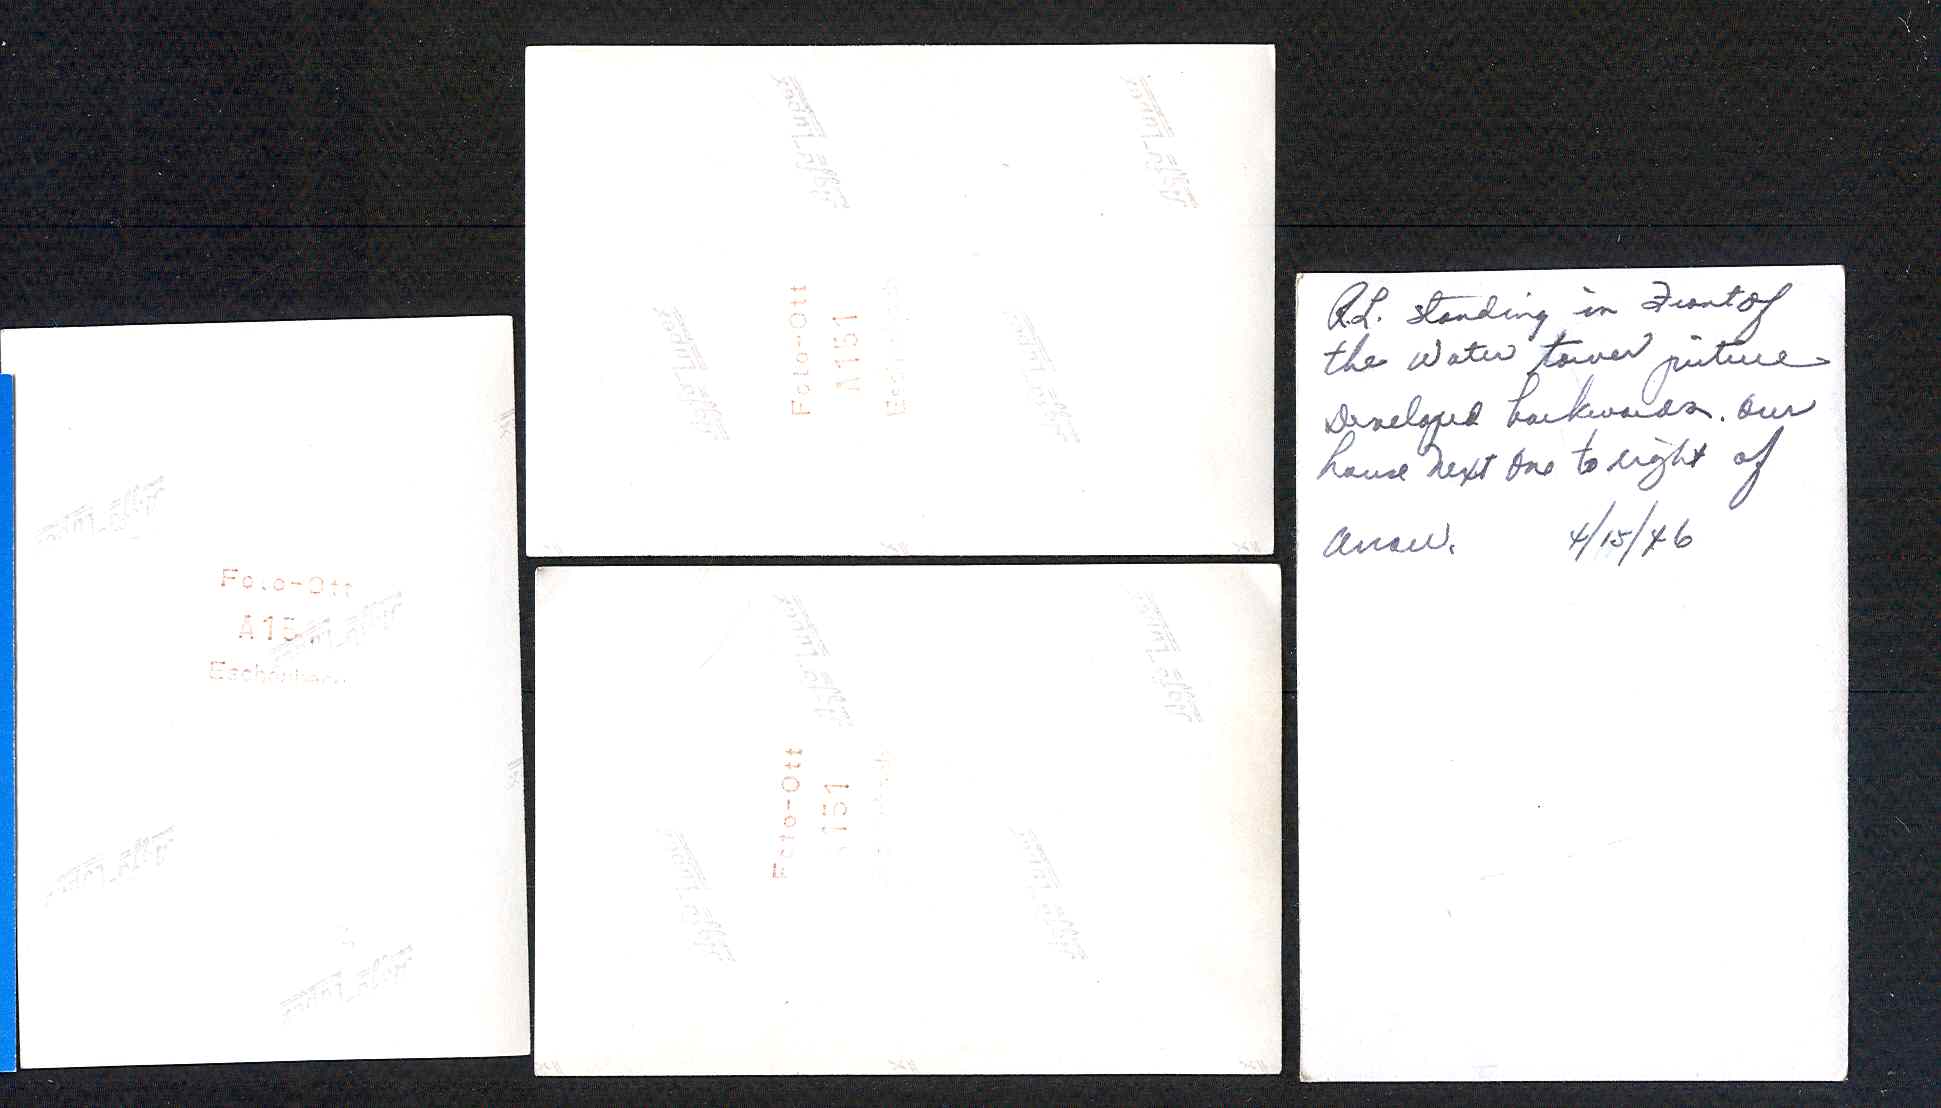 Foto-Ott
A151
Foto-Ott
A15
Foto-Ott
151
R.L. standing in Front of
the Water tower picture
Developed backwards. Our
house next one to right of
arrow. 4/15/46